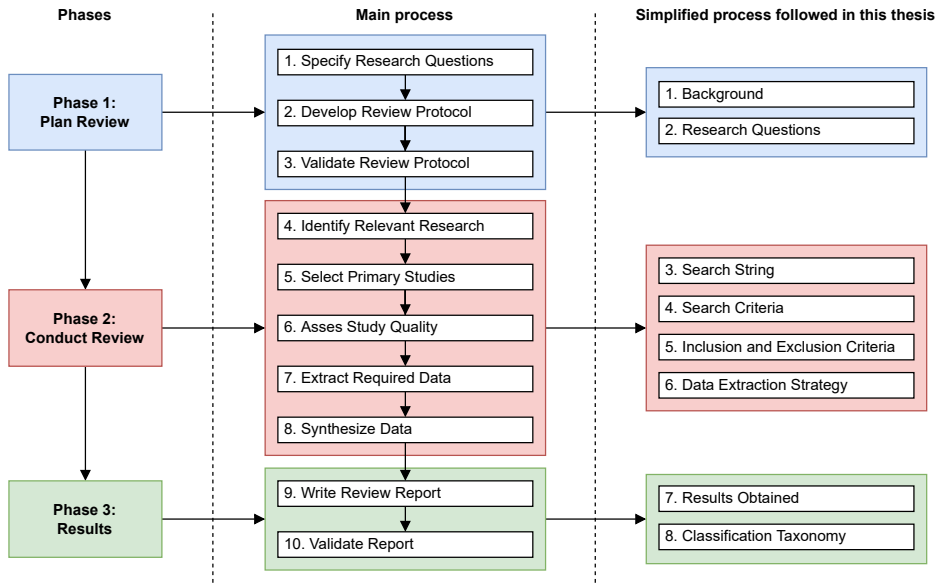 Phases
Main process
Simplified process followed in this thesis
Phase 1:
Plan Review
1. Specify Research Questions
2. Develop Review Protocol
3. Validate Review Protocol
1. Background
2. Research Questions
Phase 2:
Conduct Review
4. Identify Relevant Research
5. Select Primary Studies
6. Asses Study Quality
7. Extract Required Data
8. Synthesize Data
3. Search String
4. Search Criteria
5. Inclusion and Exclusion Criteria
6. Data Extraction Strategy
Phase 3:
Results
9. Write Review Report
10. Validate Report
7. Results Obtained
8. Classification Taxonomy